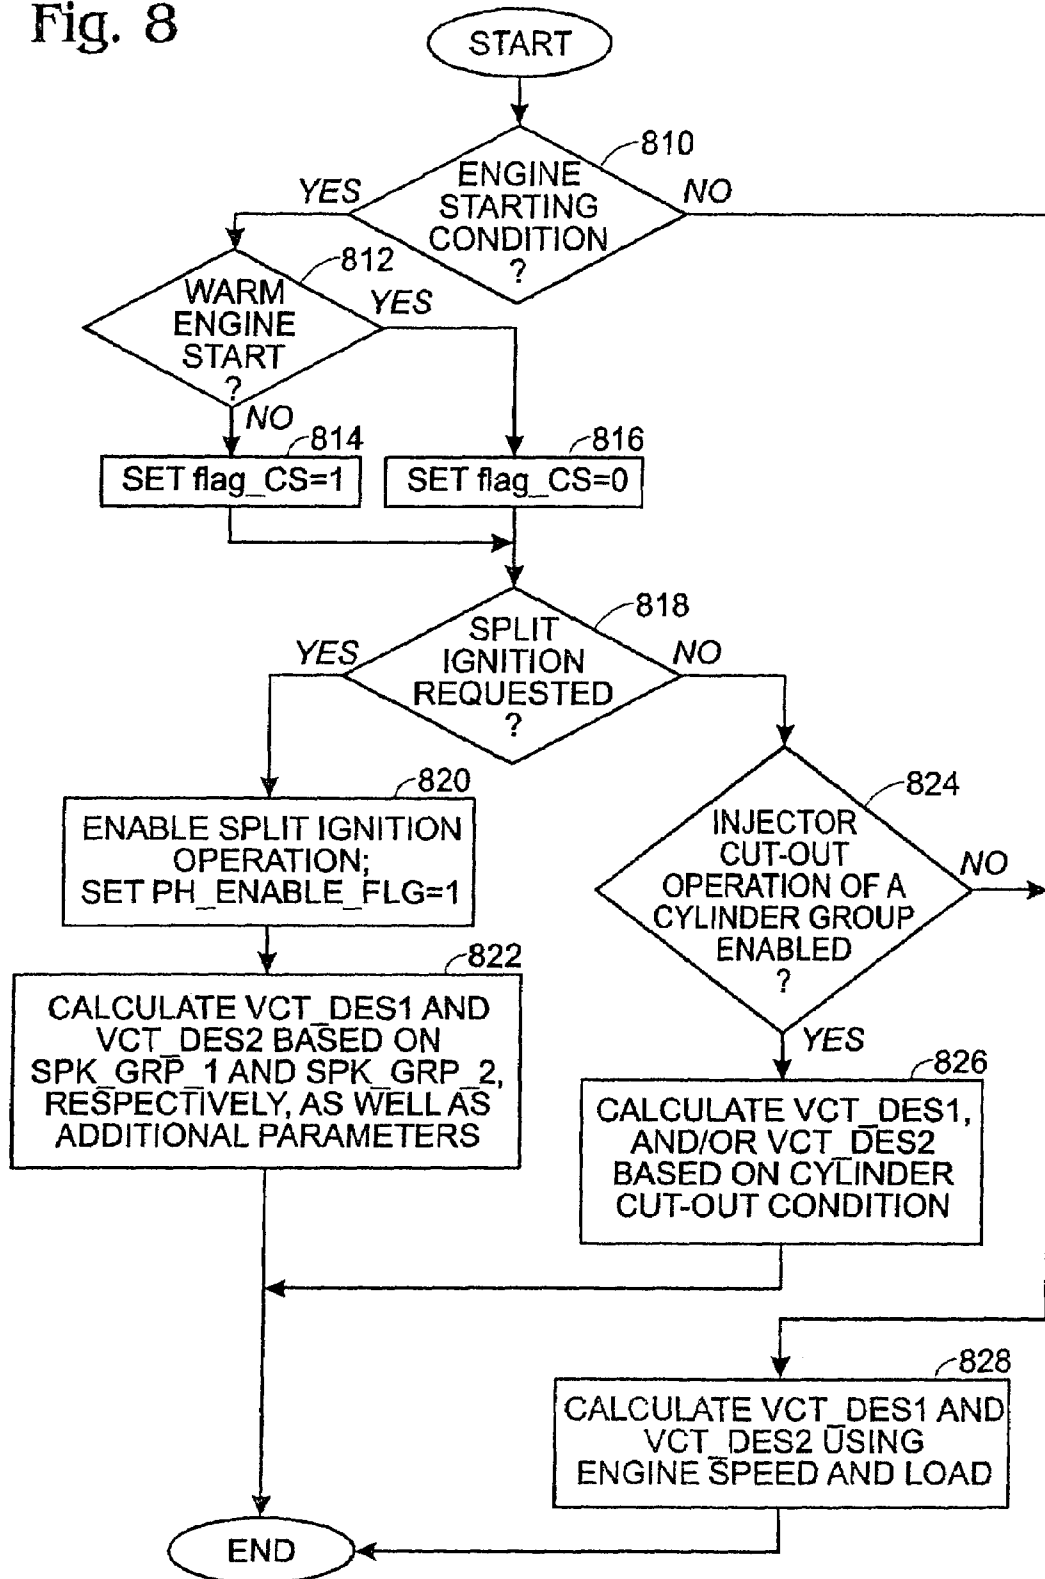 Fig. 8
START
810
ENGINE
STARTING
CONDITION
?
YES
NO
812
WARM
ENGINE
START
?
YES
NO
814
SET flag_CS=1
816
SET flag_CS=0
818
SPLIT
IGNITION
REQUESTED
?
YES
NO
820
ENABLE SPLIT IGNITION
OPERATION;
SET PH_ENABLE_FLG=1
824
INJECTOR
CUT-OUT
OPERATION OF A
CYLINDER GROUP
ENABLED
?
NO
YES
822
CALCULATE VCT_DES1 AND
VCT_DES2 BASED ON
SPK_GRP_1 AND SPK_GRP_2,
RESPECTIVELY, AS WELL AS
ADDITIONAL PARAMETERS
826
CALCULATE VCT_DES1,
AND/OR VCT_DES2
BASED ON CYLINDER
CUT-OUT CONDITION
828
CALCULATE VCT_DES1 AND
VCT_DES2 USING
ENGINE SPEED AND LOAD
END